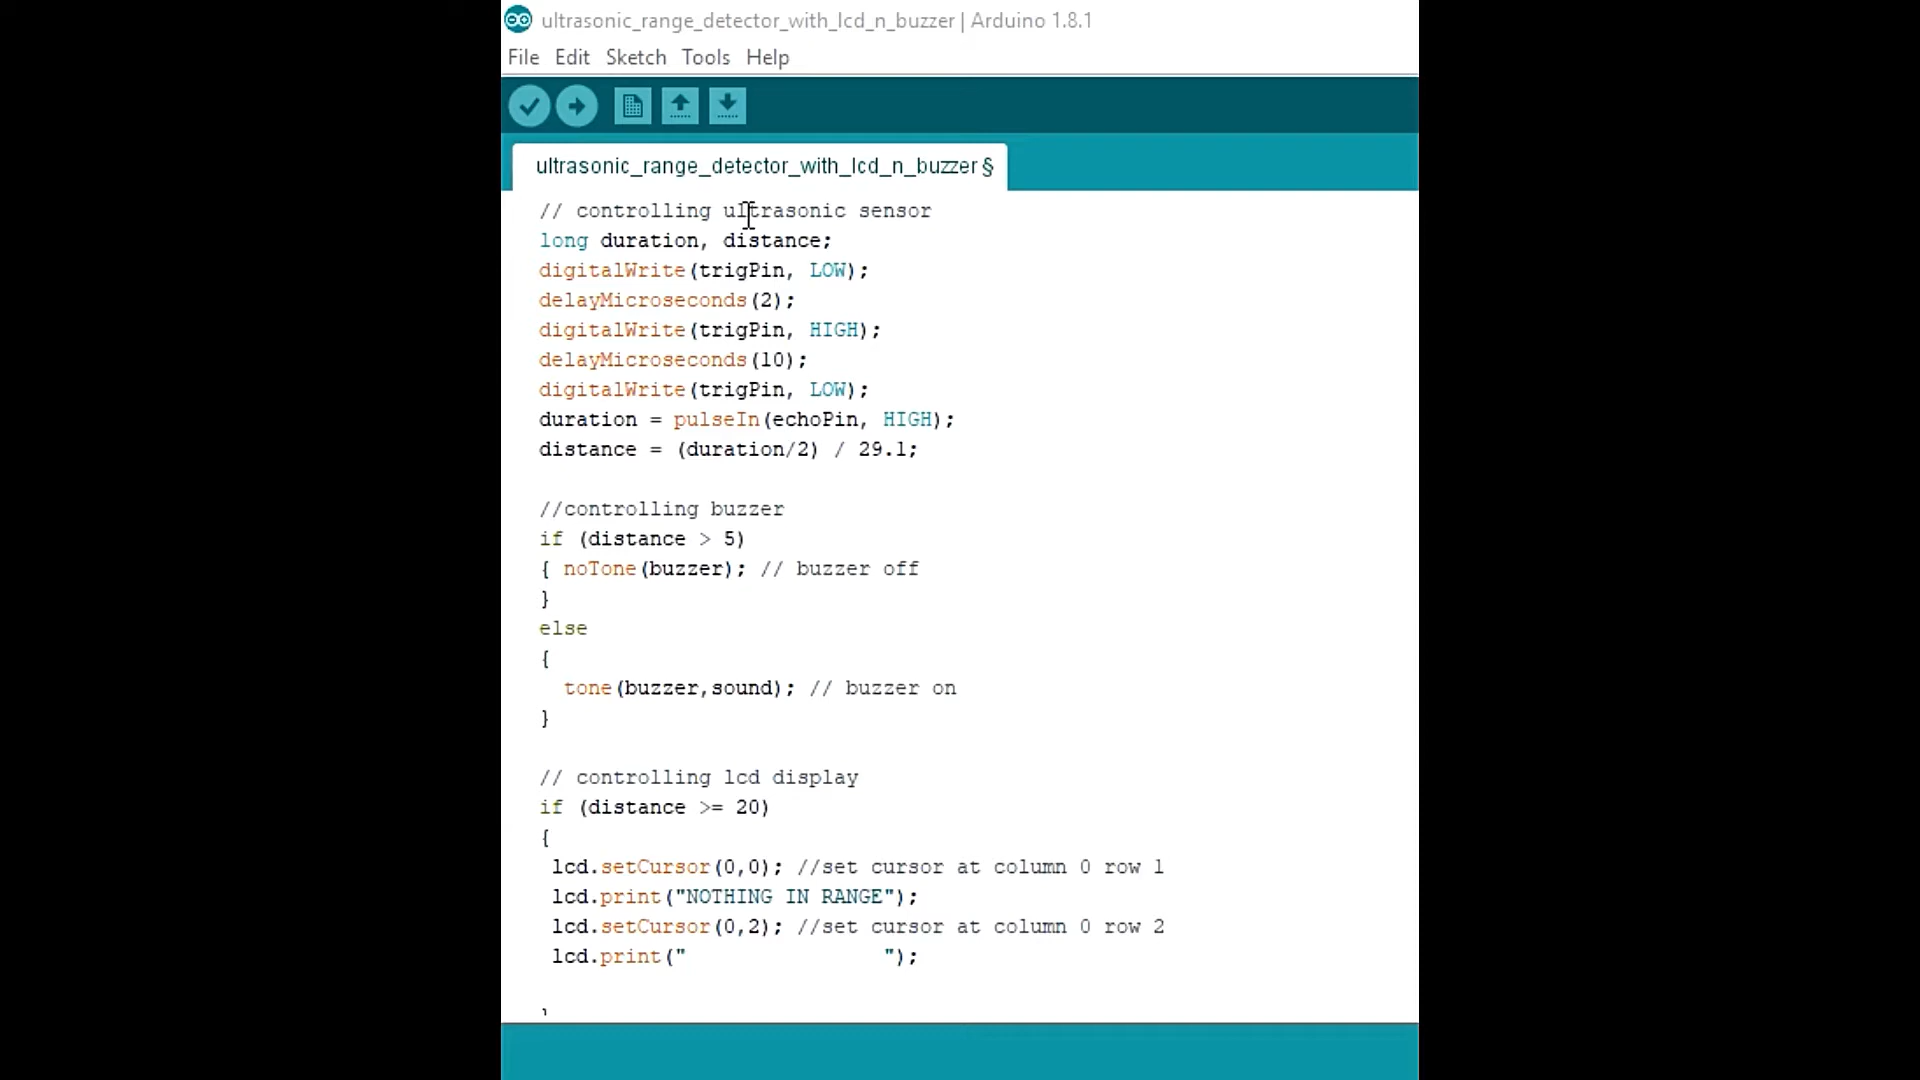 ultrasonic_range_detector_with_lcd_n_buzzer | Arduino 1.8.1
File Edit Sketch Tools Help
ultrasonic_range_detector_with_lcd_n_buzzer §
// controlling ultrasonic sensor
long duration, distance;
digitalWrite(trigPin, LOW);
delayMicroseconds(2);
digitalWrite(trigPin, HIGH);
delayMicroseconds(10);
digitalWrite(trigPin, LOW);
duration = pulseIn(echoPin, HIGH);
distance = (duration/2) / 29.1;
//controlling buzzer
if (distance > 5)
{ noTone(buzzer); // buzzer off
}
else
{
tone(buzzer,sound); // buzzer on
}
// controlling lcd display
if (distance >= 20)
{
lcd.setCursor(0,0); //set cursor at column 0 row 1
lcd.print("NOTHING IN RANGE");
lcd.setCursor(0,2); //set cursor at column 0 row 2
lcd.print("                ");